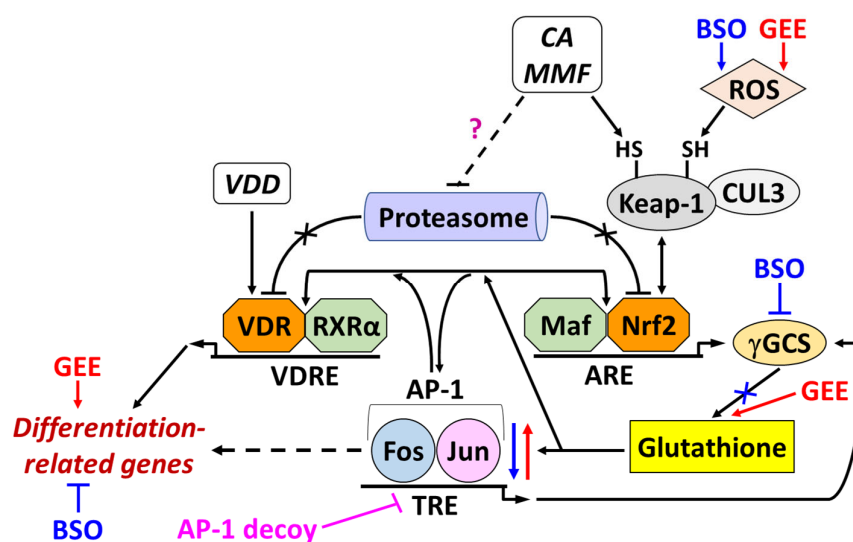 BSO GEE
CA
MMF
ROS
?
HS SH
VDD
Keap-1 CUL3
Proteasome
BSO
VDR RXRα Maf Nrf2
γGCS
VDRE ARE
GEE AP-1
GEE
Differentiation-
related genes
Fos Jun Glutathione
TRE
BSO AP-1 decoy